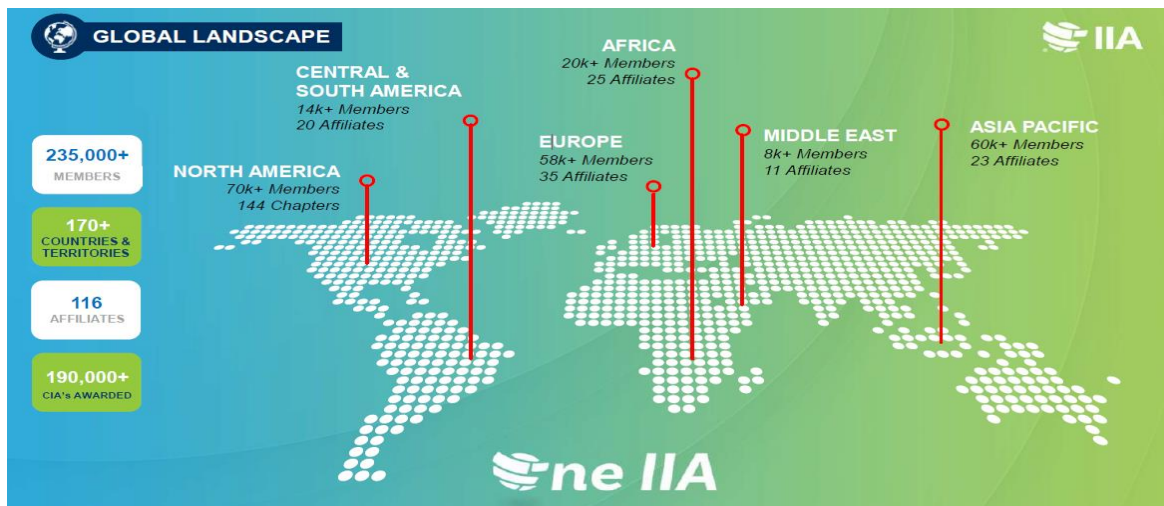 GLOBAL LANDSCAPE
IIA
235,000+
MEMBERS
170+
COUNTRIES &
TERRITORIES
116
AFFILIATES
190,000+
CIA's AWARDED
NORTH AMERICA
70k+ Members
144 Chapters
CENTRAL &
SOUTH AMERICA
14k+ Members
20 Affiliates
EUROPE
58k+ Members
35 Affiliates
AFRICA
20k+ Members
25 Affiliates
MIDDLE EAST
8k+ Members
11 Affiliates
ASIA PACIFIC
60k+ Members
23 Affiliates
ne IIA